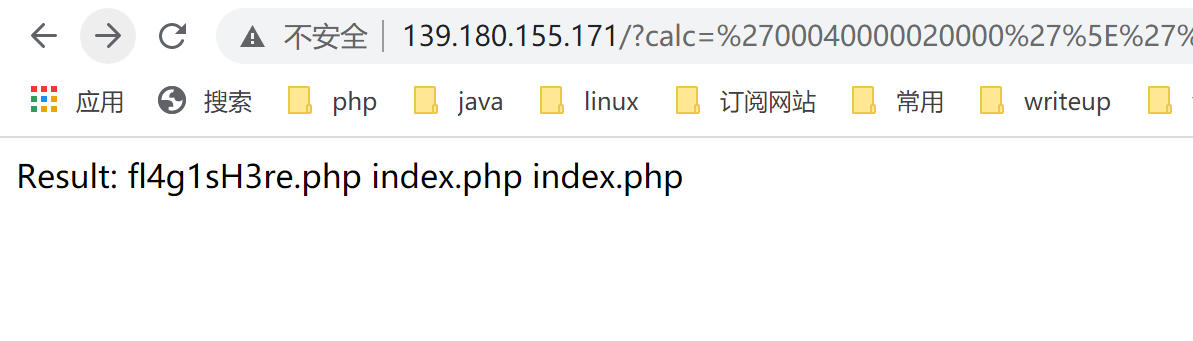 不安全 139.180.155.171/?calc=%2700040000020000%27%5E%27%
应用 搜索 php java linux 订阅网站 常用 writeup
Result: fl4g1sH3re.php index.php index.php